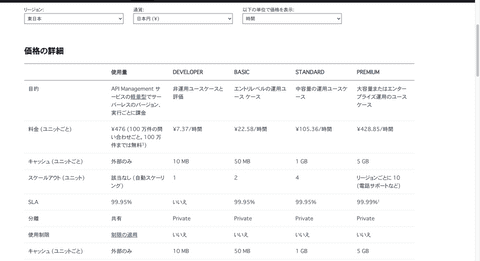 リージョン: 通貨: 以下の単位で価格を表示:
東日本 日本円 (¥) 時間
価格の詳細
使用量 DEVELOPER BASIC STANDARD PREMIUM
目的 API Management サ 非運用ユースケースと エントリレベルの運用ユ 中容量の運用ユースケ 大容量またはエンター
ービスの軽量型でサー 評価 ース ケース ース プライズ運用のユース
バーレスのバージョン、 ケース
実行ごとに課金
料金 (ユニットごと) ¥476 (100 万件の問 ¥7.37/時間 ¥22.58/時間 ¥105.36/時間 ¥428.85/時間
い合わせごと。100 万
件までは無料¹)
キャッシュ (ユニットごと) 外部のみ 10 MB 50 MB 1 GB 5 GB
スケールアウト (ユニット) 該当なし (自動スケーリ 1 2 4 リージョンごとに 10
ング) (電話サポートなど)
SLA 99.95% いいえ 99.95% 99.95% 99.99%
分離 共有 Private Private Private Private
使用制限 制限の適用 いいえ いいえ いいえ いいえ
キャッシュ (ユニットごと) 外部のみ 10 MB 50 MB 1 GB 5 GB